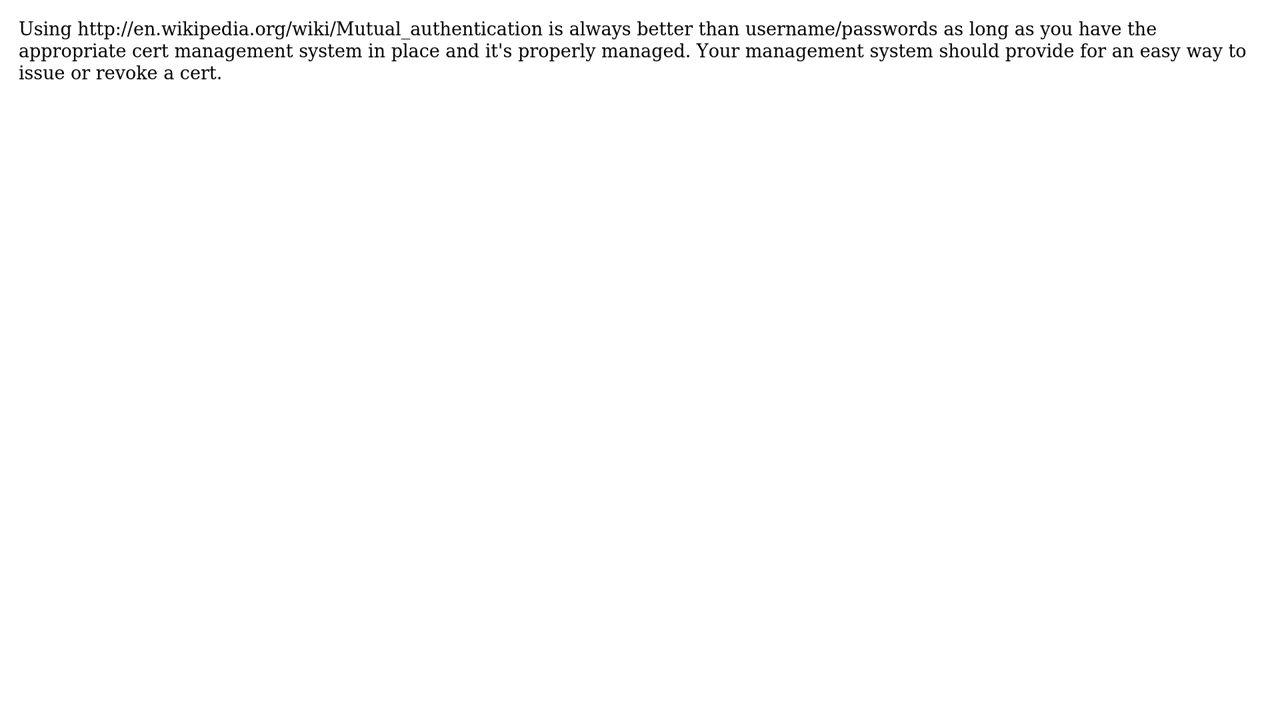 Using http://en.wikipedia.org/wiki/Mutual_authentication is always better than username/passwords as long as you have the
appropriate cert management system in place and it's properly managed. Your management system should provide for an easy way to
issue or revoke a cert.